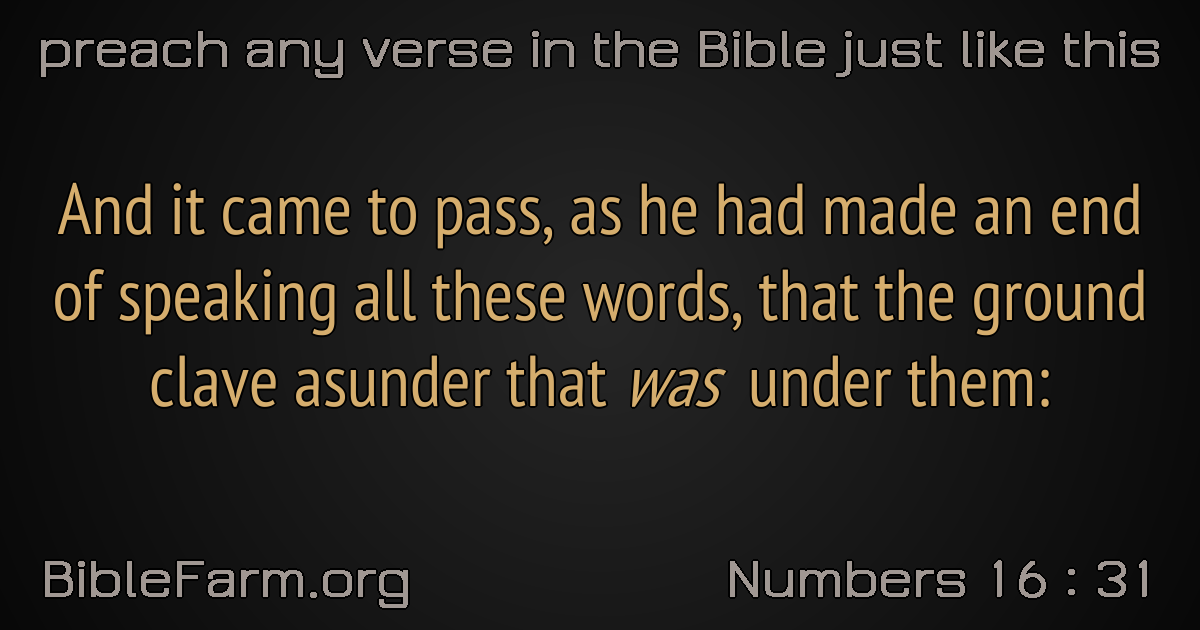 preach any verse in the Bible just like this
And it came to pass, as he had made an end
of speaking all these words, that the ground
clave asunder that was under them:
BibleFarm.org
Numbers 16 : 31